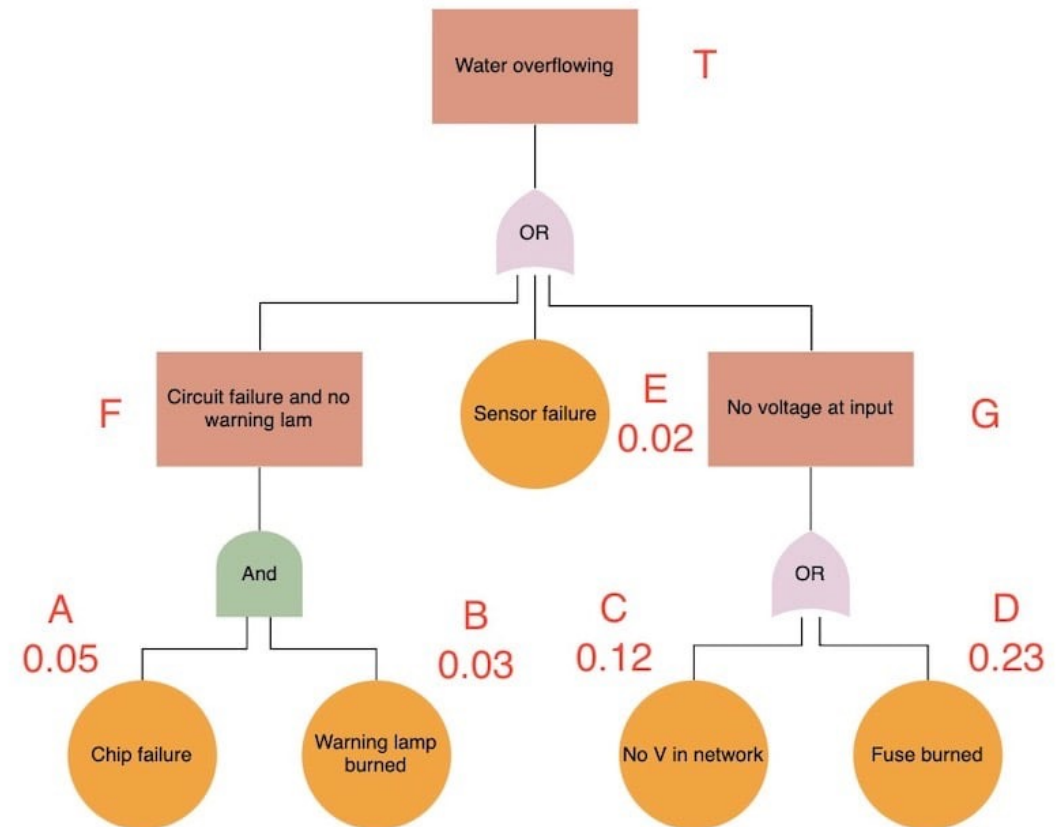 Water overflowing
T
OR
F
Circuit failure and no
warning lam
Sensor failure
E
0.02
No voltage at input
G
And
OR
A
0.05
B
0.03
C
0.12
D
0.23
Chip failure
Warning lamp
burned
No V in network
Fuse burned